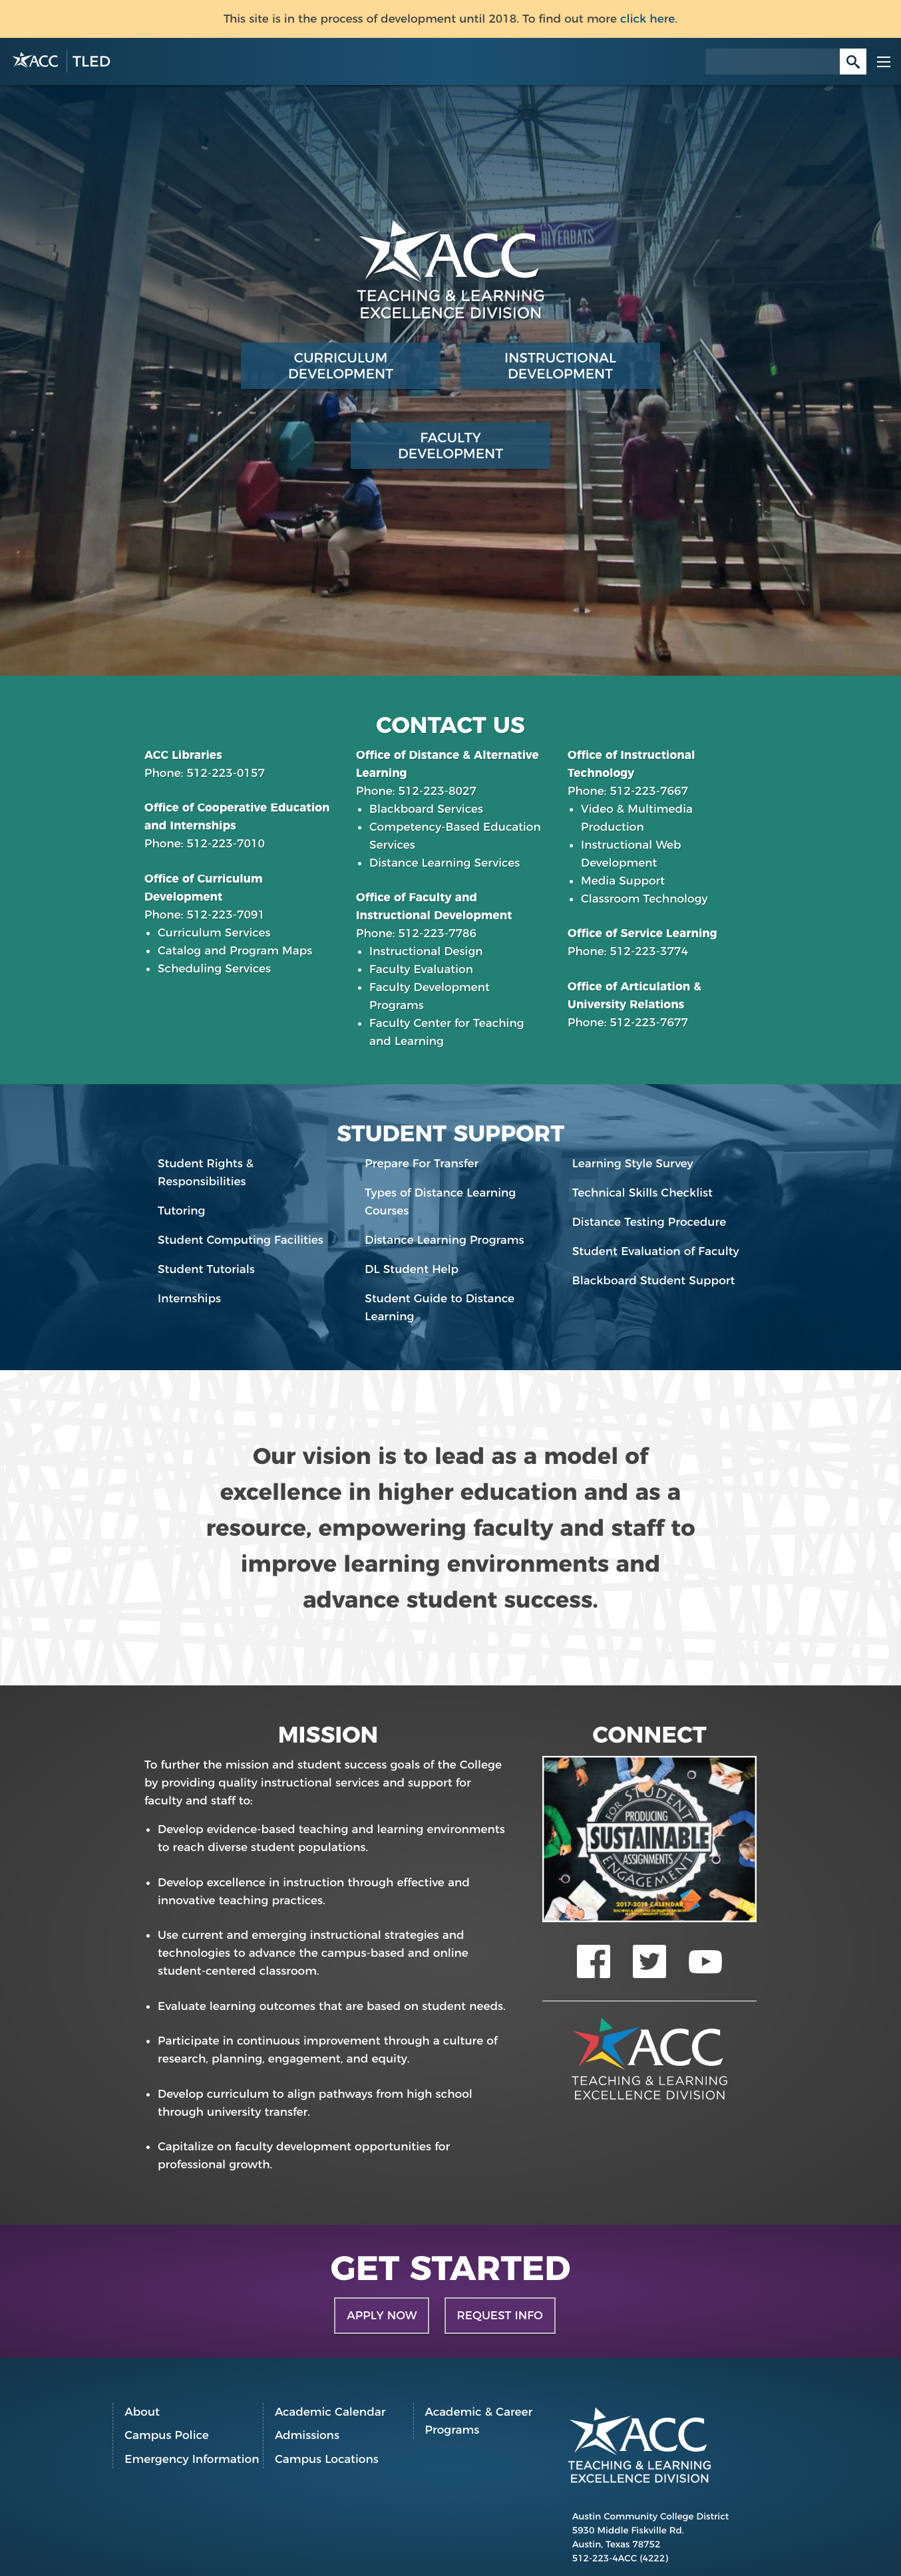 This site is in the process of development until 2018. To find out more click here.
ACC | TLED
RIVERBATS
ACC
TEACHING & LEARNING
EXCELLENCE DIVISION
CURRICULUM
DEVELOPMENT
INSTRUCTIONAL
DEVELOPMENT
FACULTY
DEVELOPMENT
CONTACT US
ACC Libraries
Phone: 512-223-0157
Office of Cooperative Education
and Internships
Phone: 512-223-7010
Office of Curriculum
Development
Phone: 512-223-7091
• Curriculum Services
• Catalog and Program Maps
• Scheduling Services
Office of Distance & Alternative
Learning
Phone: 512-223-8027
• Blackboard Services
• Competency-Based Education
Services
• Distance Learning Services
Office of Faculty and
Instructional Development
Phone: 512-223-7786
• Instructional Design
• Faculty Evaluation
• Faculty Development
Programs
• Faculty Center for Teaching
and Learning
Office of Instructional
Technology
Phone: 512-223-7667
• Video & Multimedia
Production
• Instructional Web
Development
• Media Support
• Classroom Technology
Office of Service Learning
Phone: 512-223-3774
Office of Articulation &
University Relations
Phone: 512-223-7677
STUDENT SUPPORT
Student Rights &
Responsibilities
Tutoring
Student Computing Facilities
Student Tutorials
Internships
Prepare For Transfer
Types of Distance Learning
Courses
Distance Learning Programs
DL Student Help
Student Guide to Distance
Learning
Learning Style Survey
Technical Skills Checklist
Distance Testing Procedure
Student Evaluation of Faculty
Blackboard Student Support
Our vision is to lead as a model of
excellence in higher education and as a
resource, empowering faculty and staff to
improve learning environments and
advance student success.
MISSION
To further the mission and student success goals of the College
by providing quality instructional services and support for
faculty and staff to:
• Develop evidence-based teaching and learning environments
to reach diverse student populations.
• Develop excellence in instruction through effective and
innovative teaching practices.
• Use current and emerging instructional strategies and
technologies to advance the campus-based and online
student-centered classroom.
• Evaluate learning outcomes that are based on student needs.
• Participate in continuous improvement through a culture of
research, planning, engagement, and equity.
• Develop curriculum to align pathways from high school
through university transfer.
• Capitalize on faculty development opportunities for
professional growth.
CONNECT
FOR STUDENT
PRODUCING
SUSTAINABLE
ASSIGNMENTS
ENGAGEMENT
2017-2018 CALENDAR
ACC
TEACHING & LEARNING
EXCELLENCE DIVISION
GET STARTED
APPLY NOW
REQUEST INFO
About
Campus Police
Emergency Information
Academic Calendar
Admissions
Campus Locations
Academic & Career
Programs
ACC
TEACHING & LEARNING
EXCELLENCE DIVISION
Austin Community College District
5930 Middle Fiskville Rd.
Austin, Texas 78752
512-223-4ACC (4222)